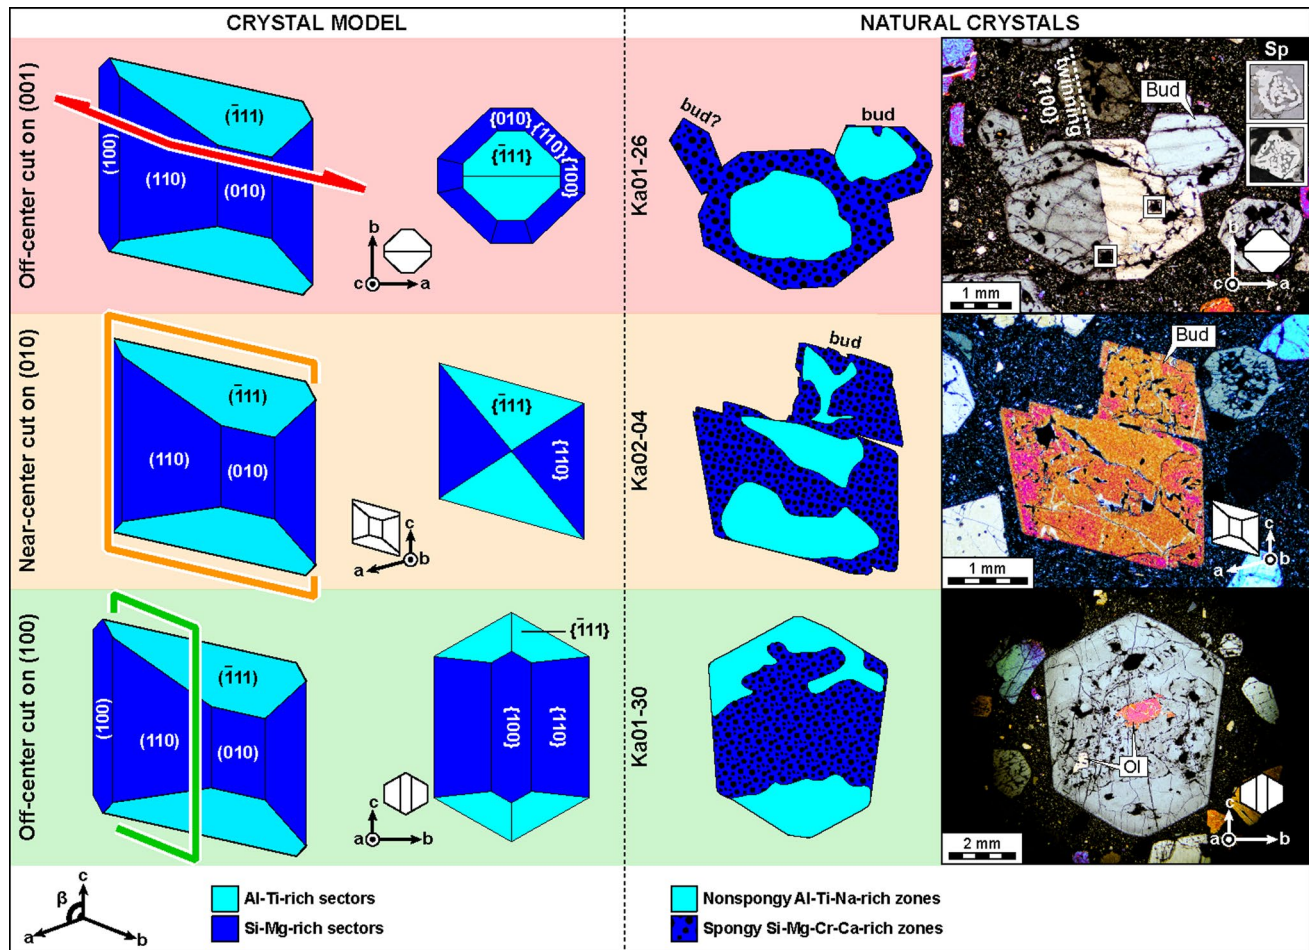 CRYSTAL MODEL
NATURAL CRYSTALS
Off-center cut on (001)
(1̄11)
(100)
(110)
(010)
{010}
{110}
{100}
{1̄11}
b
c
a
Ka01-26
bud?
bud
twinning
{100}
Bud
Sp
b
c
a
1 mm
Near-center cut on {010}
(1̄11)
(110)
(010)
{1̄11}
{110}
c
a
b
Ka02-04
bud
Bud
c
a
b
1 mm
Off-center cut on (100)
(1̄11)
(100)
(110)
(010)
{1̄11}
{100}
{110}
c
a
b
Ka01-30
Ol
c
a
b
2 mm
c
β
a
b
Al-Ti-rich sectors
Si-Mg-rich sectors
Nonspongy Al-Ti-Na-rich zones
Spongy Si-Mg-Cr-Ca-rich zones